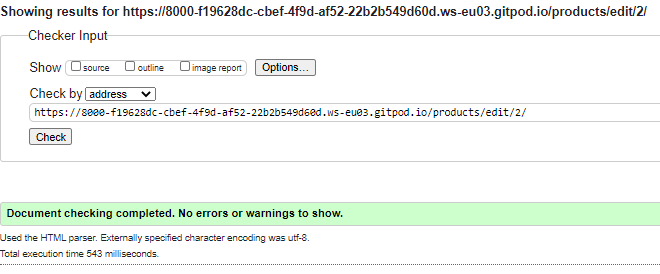 Showing results for https://8000-f19628dc-cbef-4f9d-af52-22b2b549d60d.ws-eu03.gitpod.io/products/edit/2/
Checker Input
Show source outline image report Options...
Check by address
https://8000-f19628dc-cbef-4f9d-af52-22b2b549d60d.ws-eu03.gitpod.io/products/edit/2/
Check
Document checking completed. No errors or warnings to show.
Used the HTML parser. Externally specified character encoding was utf-8.
Total execution time 543 milliseconds.